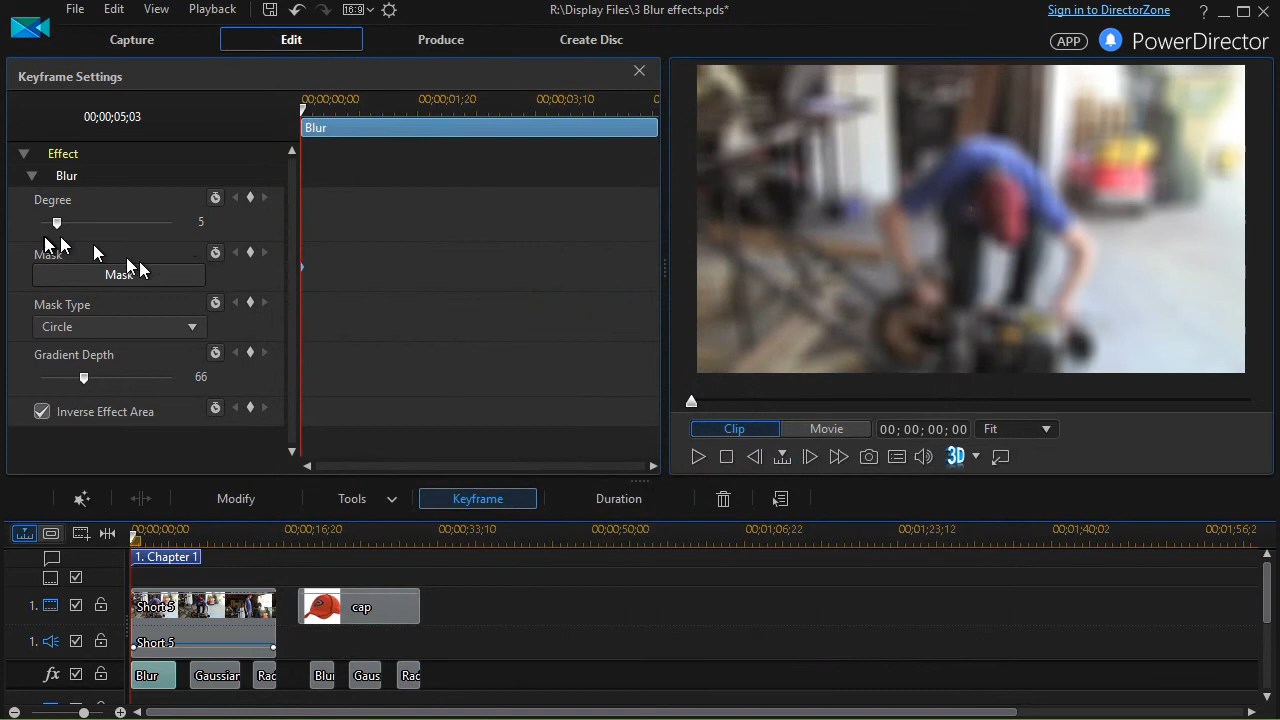 File Edit View Playback 16:9 R:\Display Files\3 Blur effects.pds* Sign in to DirectorZone ?
Capture Edit Produce Create Disc APP PowerDirector
Keyframe Settings
00;00;05;03 00;00;00;00 00;00;01;20 00;00;03;10 0
Blur
Effect
Blur
Degree
5
Mask
Mask
Mask Type
Circle
Gradient Depth
66
Inverse Effect Area
Clip Movie 00; 00; 00; 00 Fit
3D
Modify Tools Keyframe Duration
00;00;00;00 00;00;16;20 00;00;33;10 00;00;50;00 00;01;06;22 00;01;23;12 00;01;40;02 00;01;56;2
1. Chapter 1
1. Short 5 cap
1. Short 5
fx Blur Gaussian Rac Blur Gaus Rac